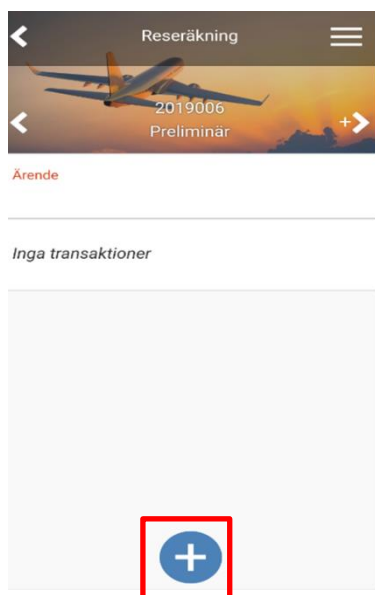 Reseräkning
2019006
Preliminär
Ärende
Inga transaktioner